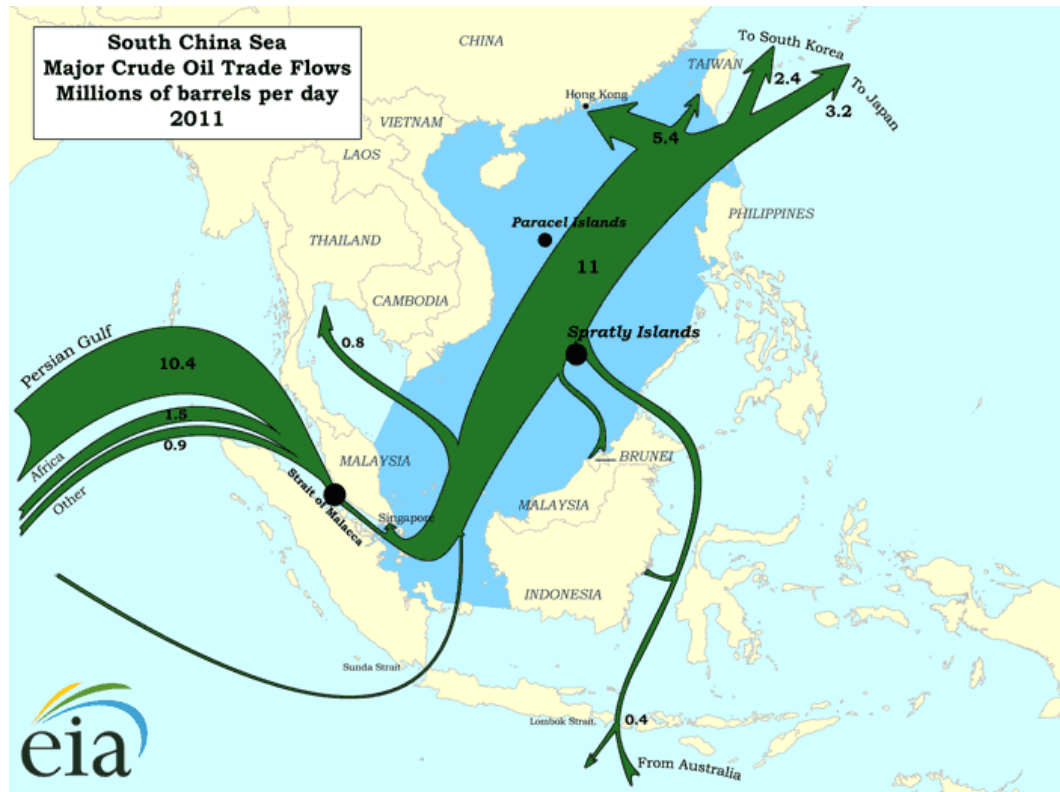 South China Sea
Major Crude Oil Trade Flows
Millions of barrels per day
2011
CHINA
To South Korea
TAIWAN
2.4
To Japan
3.2
Hong Kong
VIETNAM
5.4
LAOS
Paracel Islands
PHILIPPINES
THAILAND
11
CAMBODIA
Spratly Islands
0.8
Persian Gulf
10.4
1.5
0.9
Africa
Other
MALAYSIA
BRUNEI
Strait of Malacca
Singapore
MALAYSIA
INDONESIA
Sunda Strait
Lombok Strait.
0.4
From Australia
eia